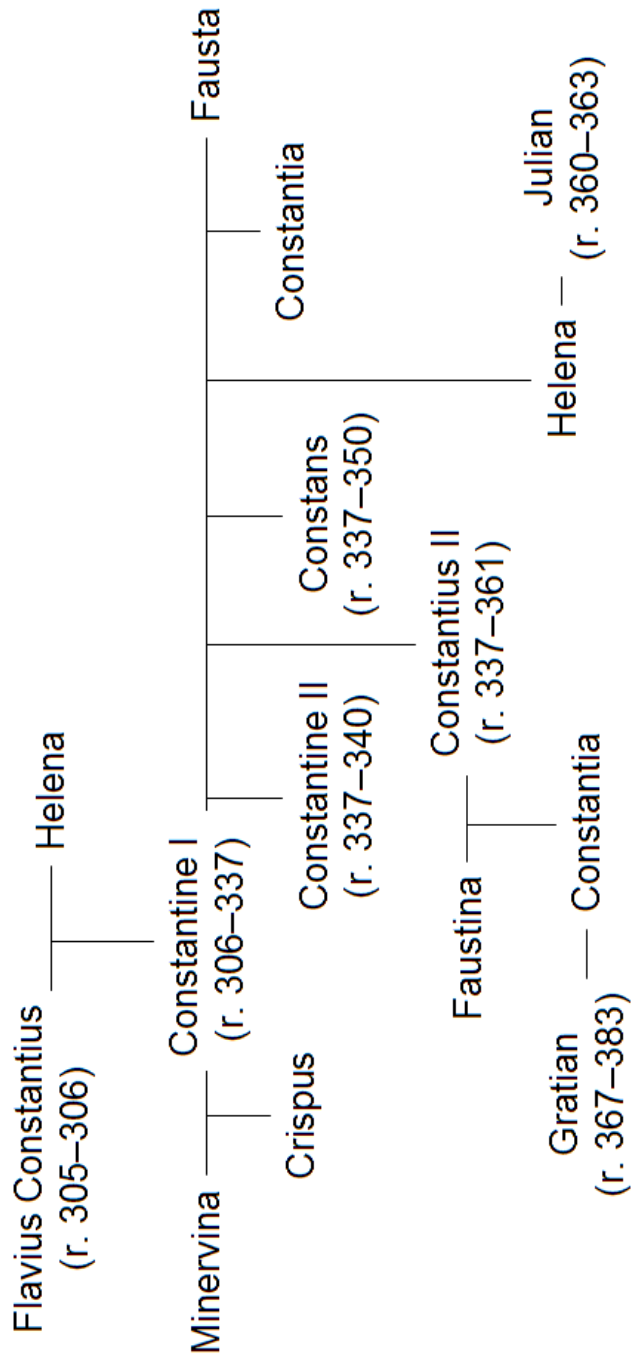 Flavius Constantius
(r. 305–306)
Helena
Minervina
Constantine I
(r. 306–337)
Fausta
Crispus
Constantine II
(r. 337–340)
Constans
(r. 337–350)
Constantia
Faustina
Constantius II
(r. 337–361)
Helena
Julian
(r. 360–363)
Gratian
(r. 367–383)
Constantia